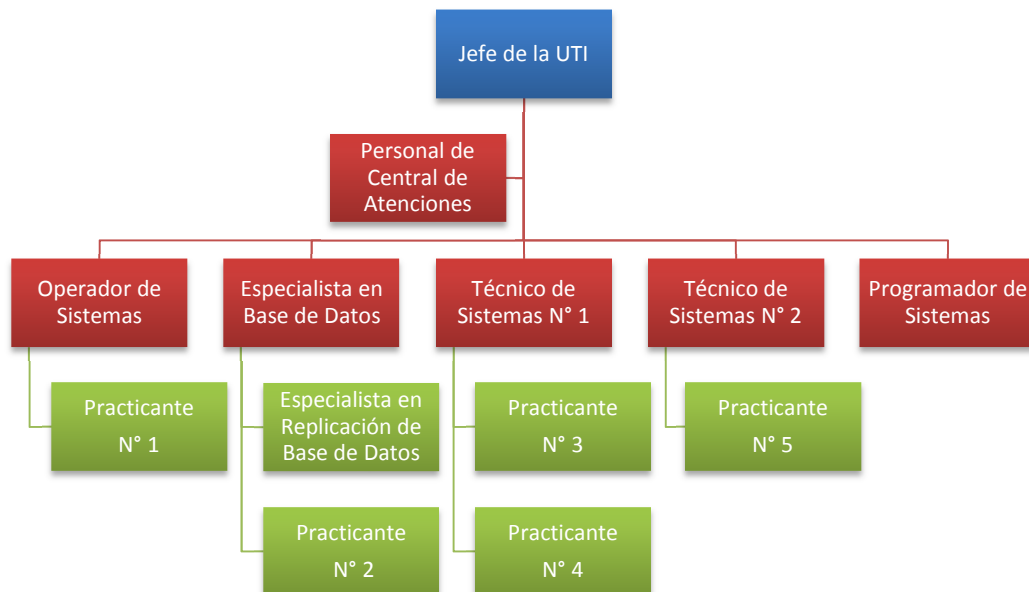 Jefe de la UTI
Personal de
Central de
Atenciones
Operador de
Sistemas
Especialista en
Base de Datos
Técnico de
Sistemas N° 1
Técnico de
Sistemas N° 2
Programador de
Sistemas
Practicante
N° 1
Especialista en
Replicación de
Base de Datos
Practicante
N° 3
Practicante
N° 5
Practicante
N° 2
Practicante
N° 4